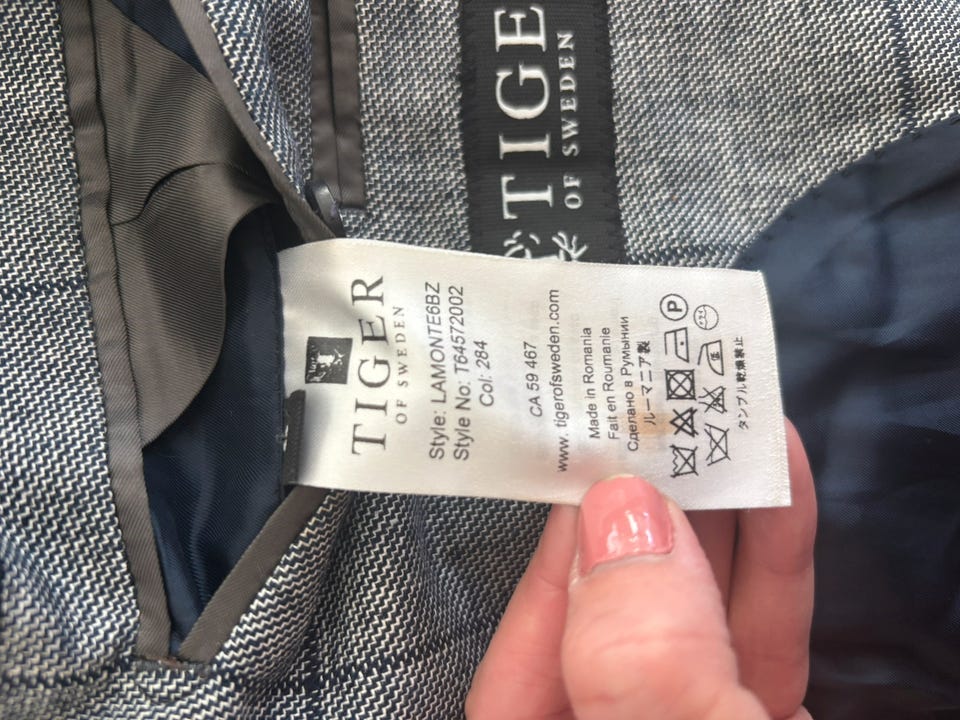 TIGER
OF SWEDEN
Style: LAMONTE6BZ
Style No: T64572002
Col: 284
CA 59 467
www. tigerofsweden.com
Made in Romania
Fait en Roumanie
Сделано в Румынии
ルーマニア製
P
タンブル乾燥禁止
TIGE
OF SWEDEN